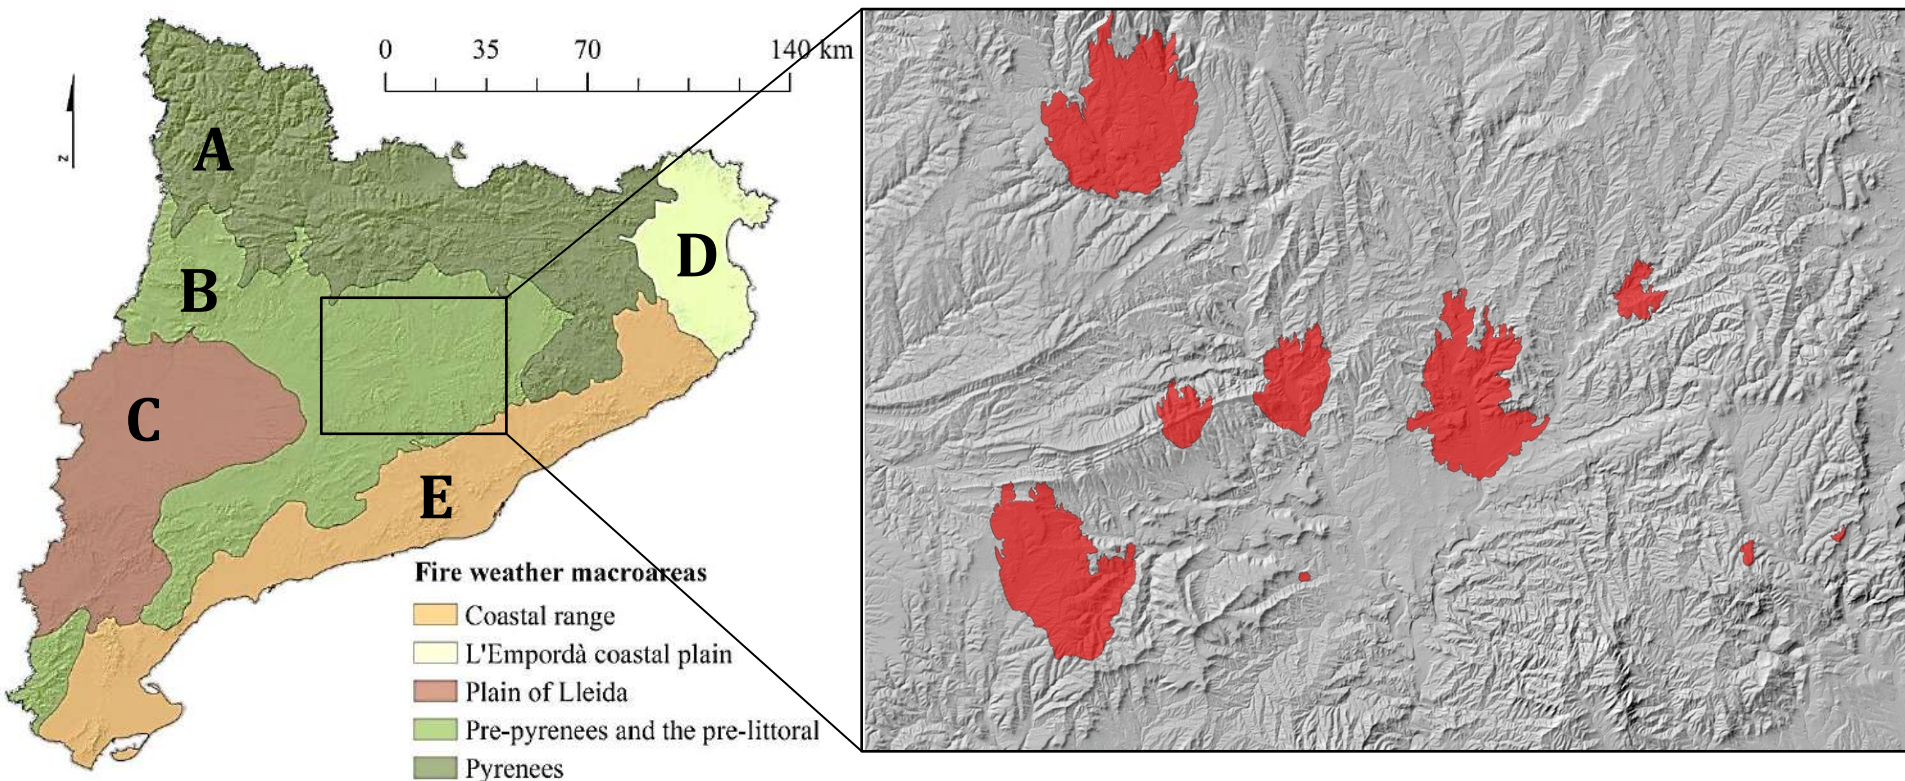 0 35 70 140 km
z
A
B
C
D
E
Fire weather macroareas
Coastal range
L'Empordà coastal plain
Plain of Lleida
Pre-pyrenees and the pre-littoral
Pyrenees